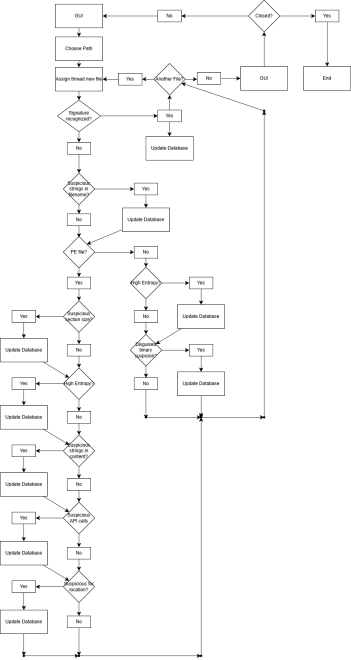 GUI
No
Closed?
Yes
Choose Path
Assign thread new file
Yes
Another File?
No
GUI
End
Signature
recognized?
Yes
No
Update Database
Suspicious
strings in
filename?
Yes
No
Update Database
PE file?
No
Yes
High Entropy?
Yes
Suspicious
section size?
Yes
No
Update Database
Update Database
No
Disguised
binary
suspicion?
Yes
High Entropy?
Yes
No
Update Database
Update Database
No
Suspicious
strings in
content?
Yes
Update Database
No
Suspicious
API calls
Yes
Update Database
No
Suspicious file
location?
Yes
Update Database
No